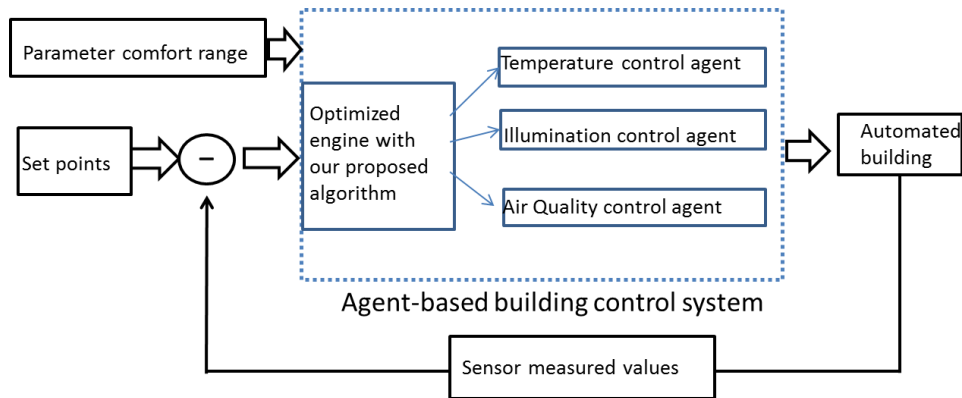 Parameter comfort range
Set points
–
Optimized
engine with
our proposed
algorithm
Temperature control agent
Illumination control agent
Air Quality control agent
Automated
building
Agent-based building control system
Sensor measured values